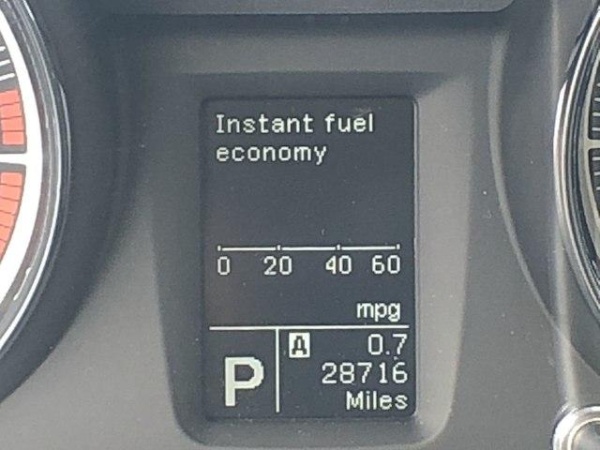 Instant fuel
economy
0 20 40 60
mpg
P
A 0.7
28716
Miles